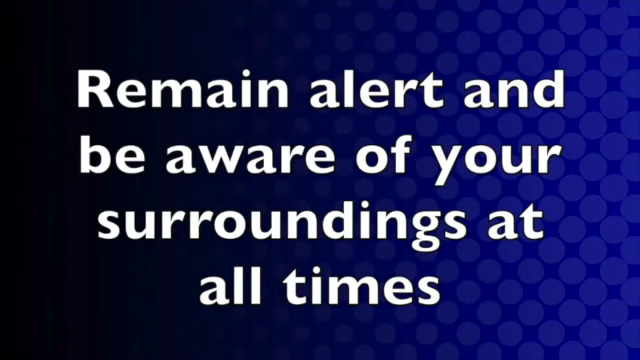 Remain alert and
be aware of your
surroundings at
all times